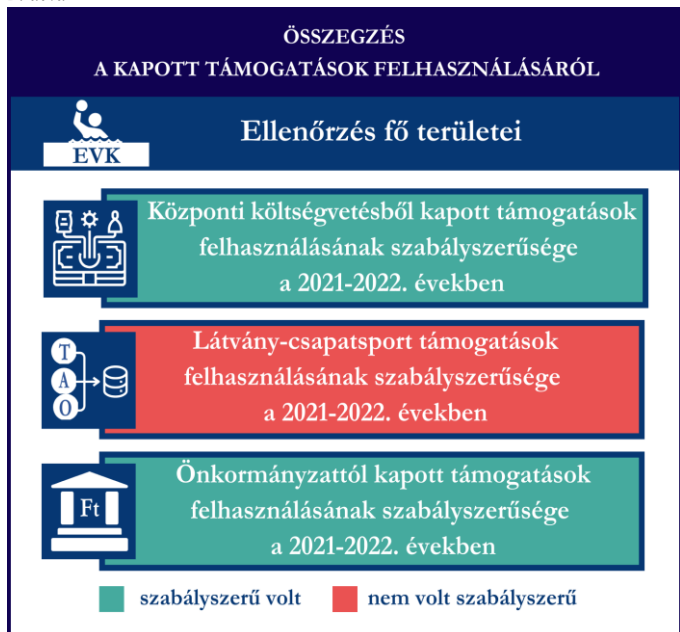 ÖSSZEGZÉS
A KAPOTT TÁMOGATÁSOK FELHASZNÁLÁSÁRÓL
EVK
Ellenőrzés fő területei
Központi költségvetésből kapott támogatások
felhasználásának szabályszerűsége
a 2021-2022. években
T
A
O
Látvány-csapatsport támogatások
felhasználásának szabályszerűsége
a 2021-2022. években
Ft
Önkormányzattól kapott támogatások
felhasználásának szabályszerűsége
a 2021-2022. években
szabályszerű volt
nem volt szabályszerű